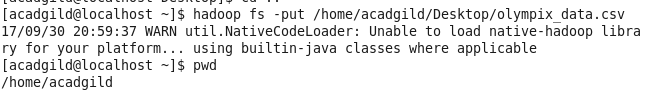 [acadgild@localhost ~]$ hadoop fs -put /home/acadgild/Desktop/olympix_data.csv
17/09/30 20:59:37 WARN util.NativeCodeLoader: Unable to load native-hadoop libra
ry for your platform... using builtin-java classes where applicable
[acadgild@localhost ~]$ pwd
/home/acadgild